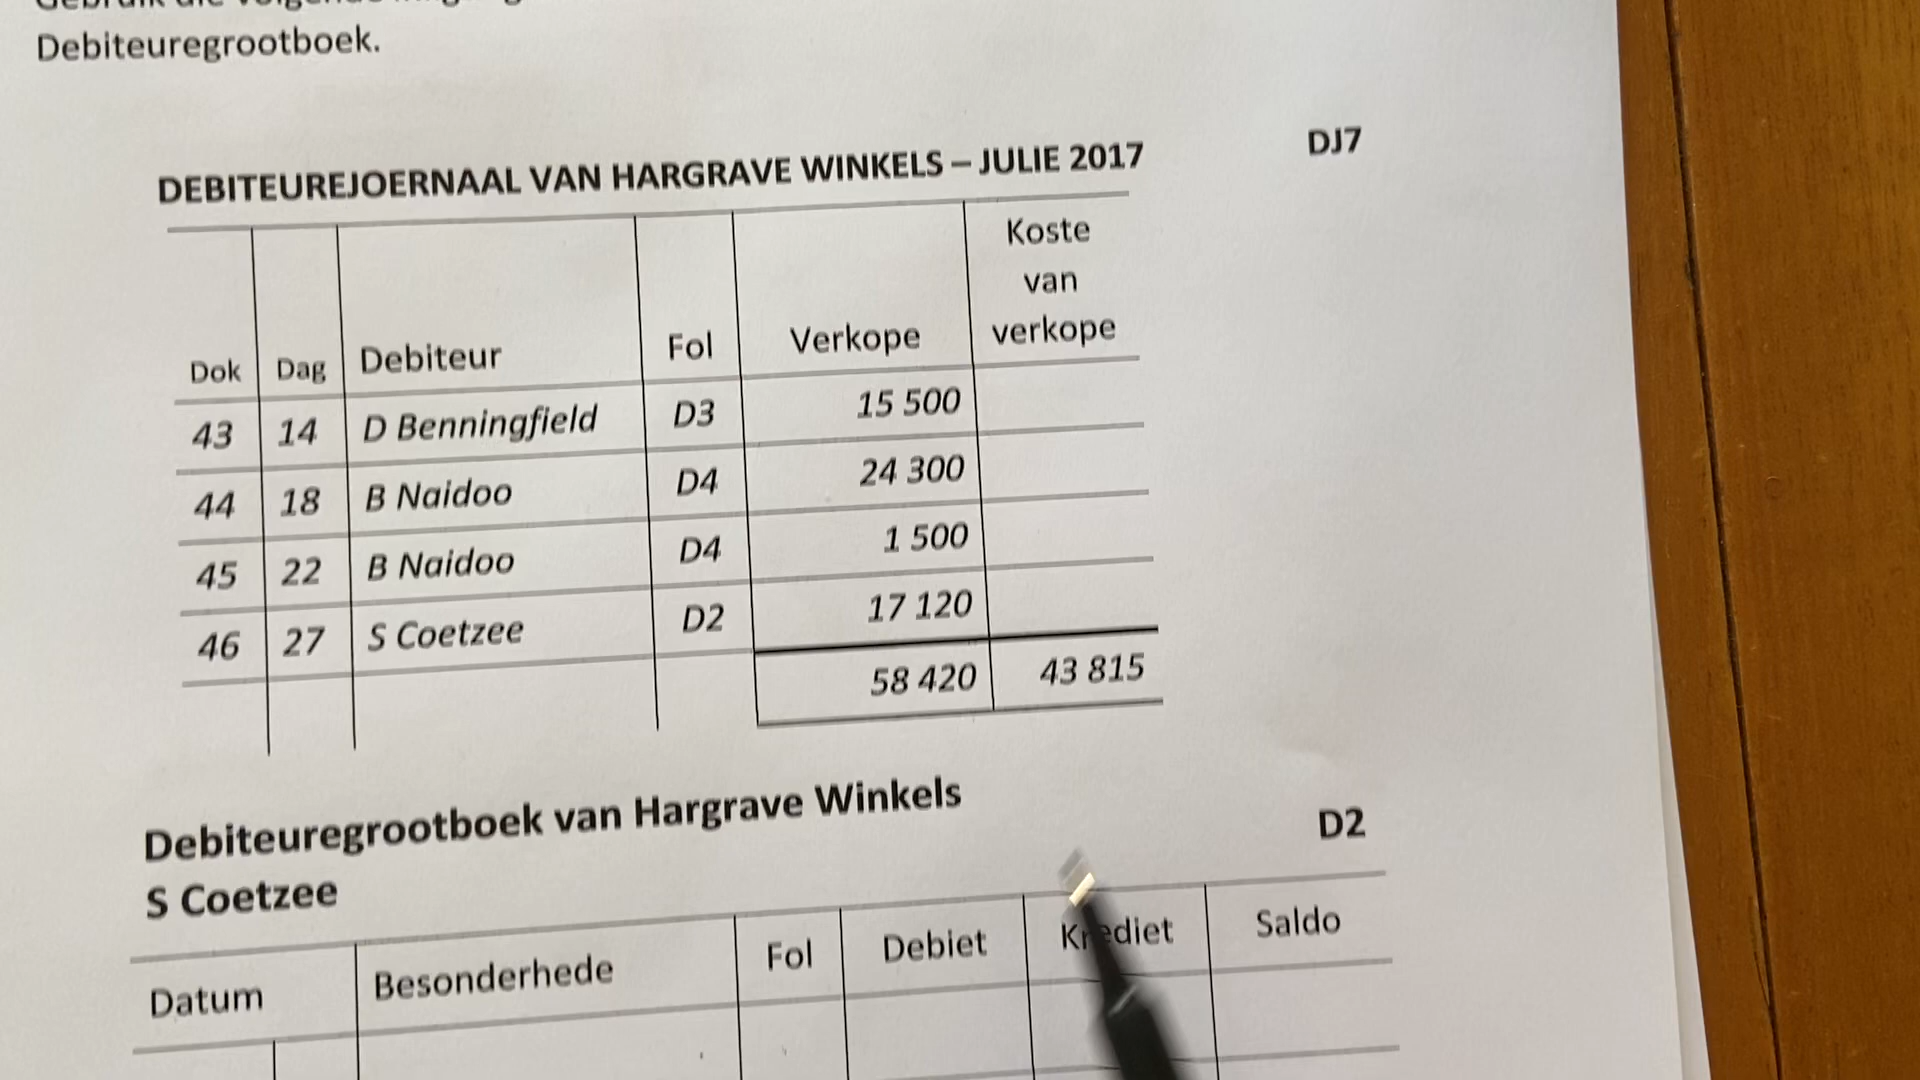 Debiteuregrootboek.
DEBITEUREJOERNAAL VAN HARGRAVE WINKELS – JULIE 2017 DJ7
Dok Dag Debiteur Fol Verkope Koste van verkope
43 14 D Benningfield D3 15 500
44 18 B Naidoo D4 24 300
45 22 B Naidoo D4 1 500
46 27 S Coetzee D2 17 120
58 420 43 815
Debiteuregrootboek van Hargrave Winkels
S Coetzee D2
Datum Besonderhede Fol Debiet Krediet Saldo